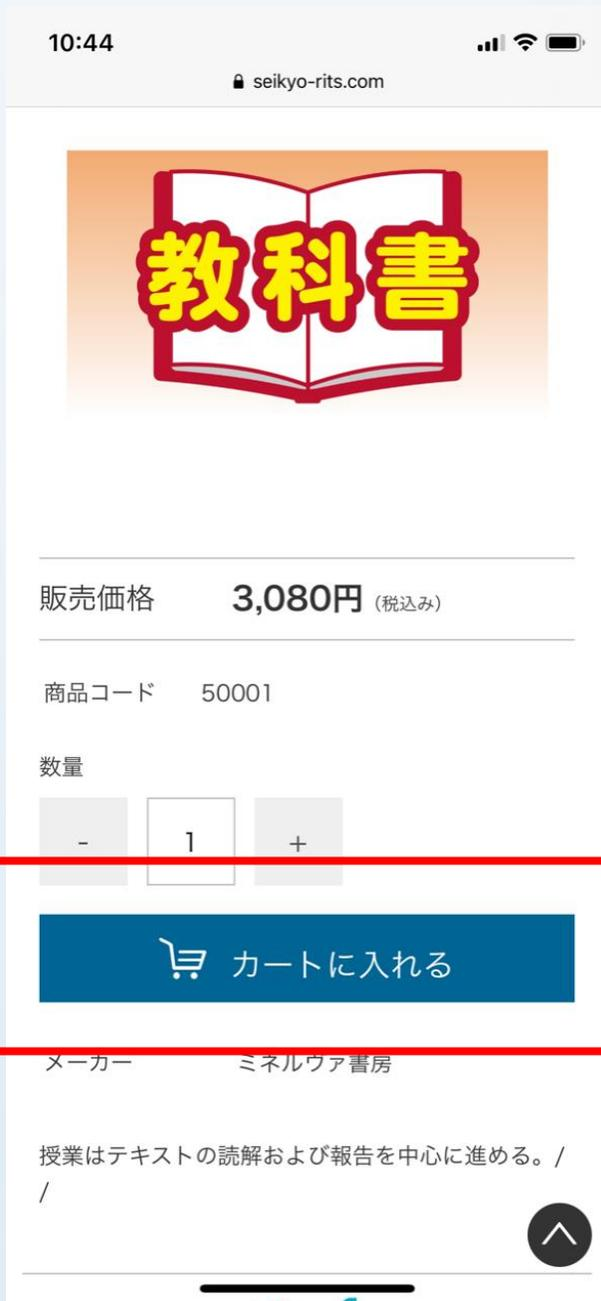 10:44
seikyo-rits.com
教科書
販売価格 3,080円 (税込み)
商品コード 50001
数量
- 1 +
カートに入れる
メーカー ミネルヴァ書房
授業はテキストの読解および報告を中心に進める。/
/